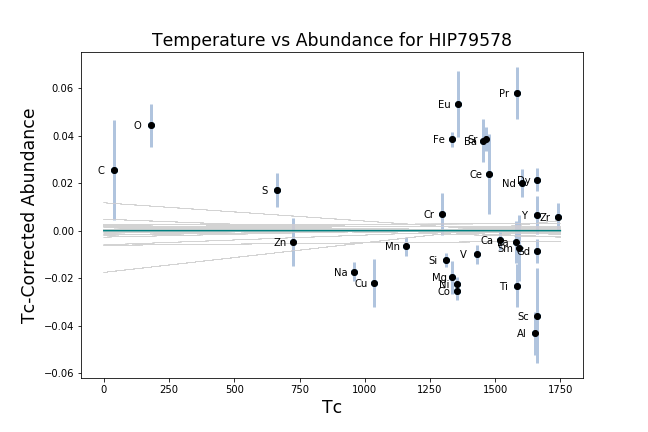 Temperature vs Abundance for HIP79578
Tc-Corrected Abundance
0.06
0.04
0.02
0.00
−0.02
−0.04
−0.06
Pr
Eu
O
Fe
Sr
Ba
C
Ce
Nd
Dy
S
Cr
Y
Zr
Zn
Mn
Ca
La
Sm
Gd
V
Si
Na
Cu
Mg
Ni
Co
Ti
Sc
Al
0
250
500
750
1000
1250
1500
1750
Tc